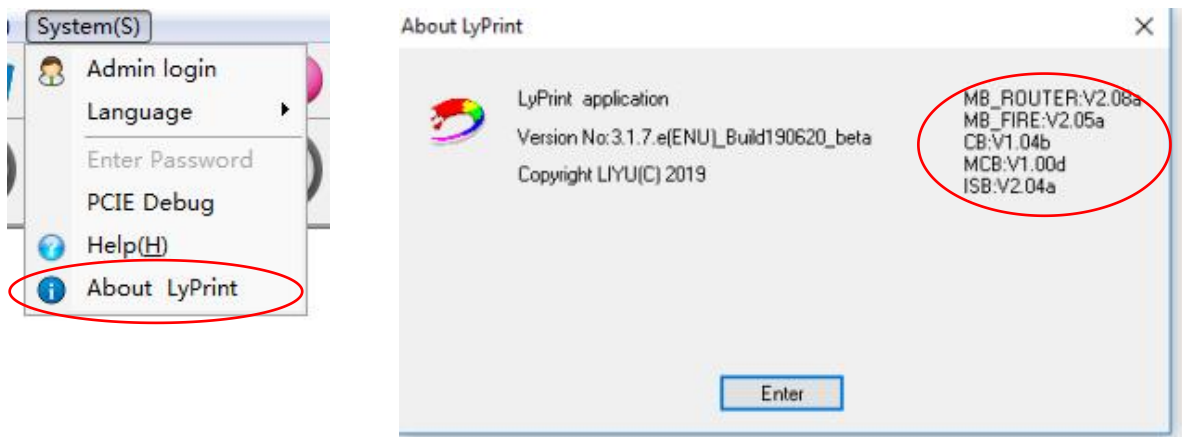 System(S)
Admin login
Language
Enter Password
PCIE Debug
Help(H)
About LyPrint
About LyPrint
LyPrint application
Version No:3.1.7.e(ENU)_Build190620_beta
Copyright LIYU(C) 2019
MB_ROUTER:V2.08a
MB_FIRE:V2.05a
CB:V1.04b
MCB:V1.00d
ISB:V2.04a
Enter